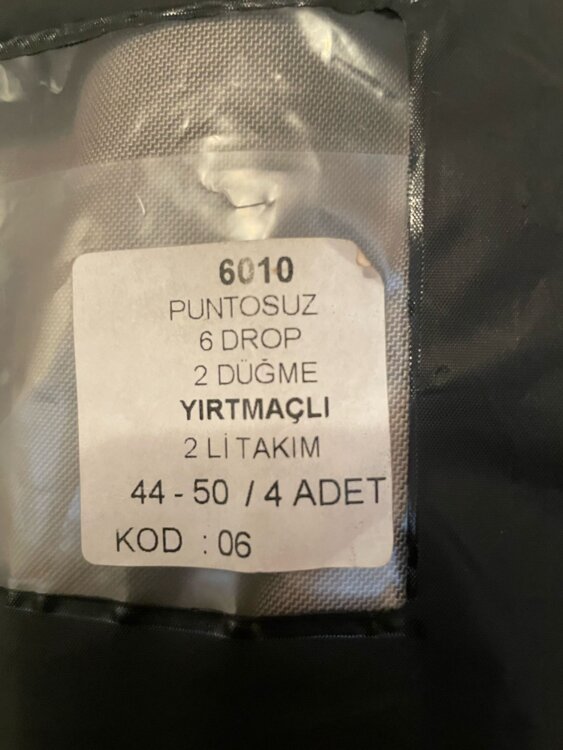 6010
PUNTOSUZ
6 DROP
2 DÜĞME
YIRTMAÇLI
2 Lİ TAKIM
44 - 50 / 4 ADET
KOD : 06